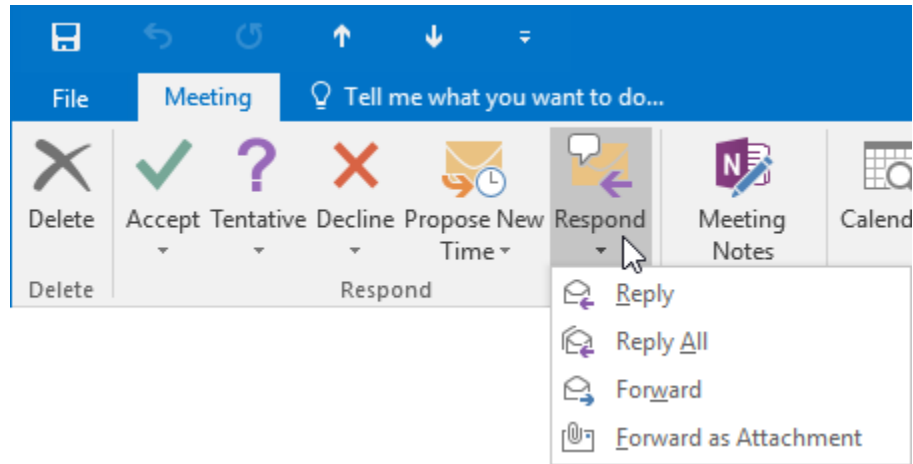 File Meeting Tell me what you want to do...
N
Delete Accept Tentative Decline Propose New Respond Meeting Calend
Time Notes
Delete Respond
Reply
Reply All
Forward
Forward as Attachment